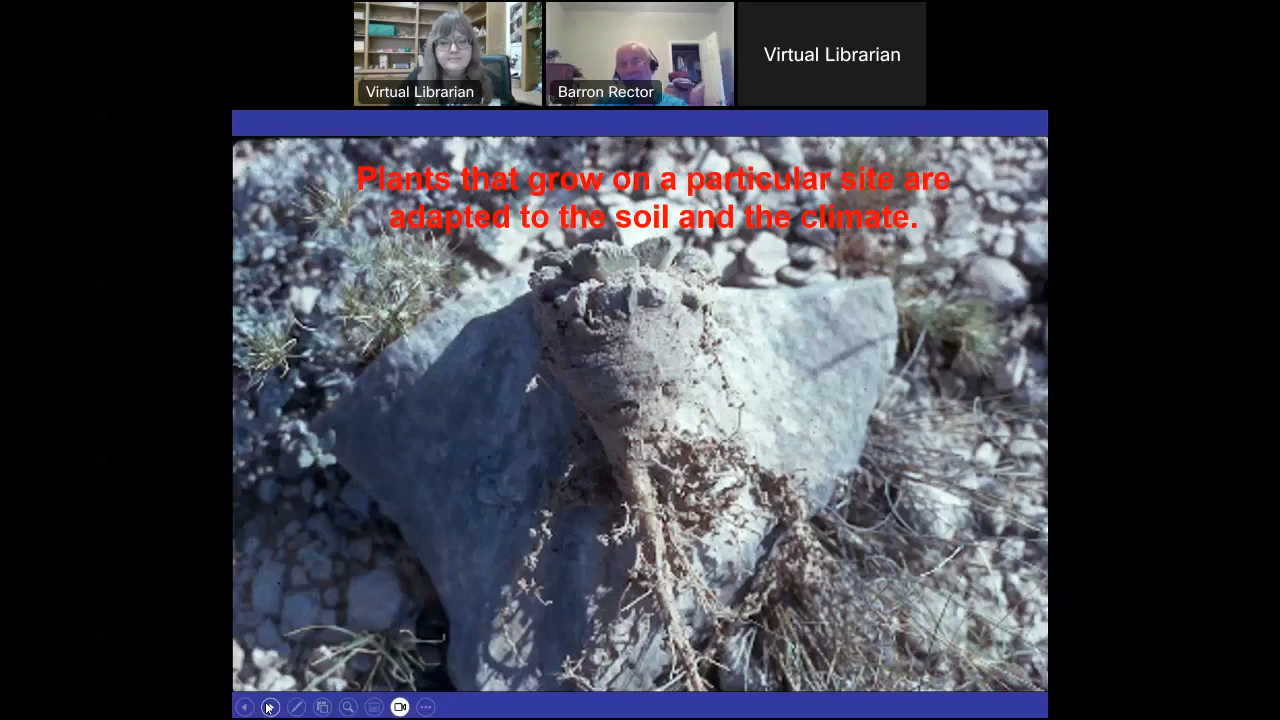 Virtual Librarian
Barron Rector
Virtual Librarian
Plants that grow on a particular site are
adapted to the soil and the climate.